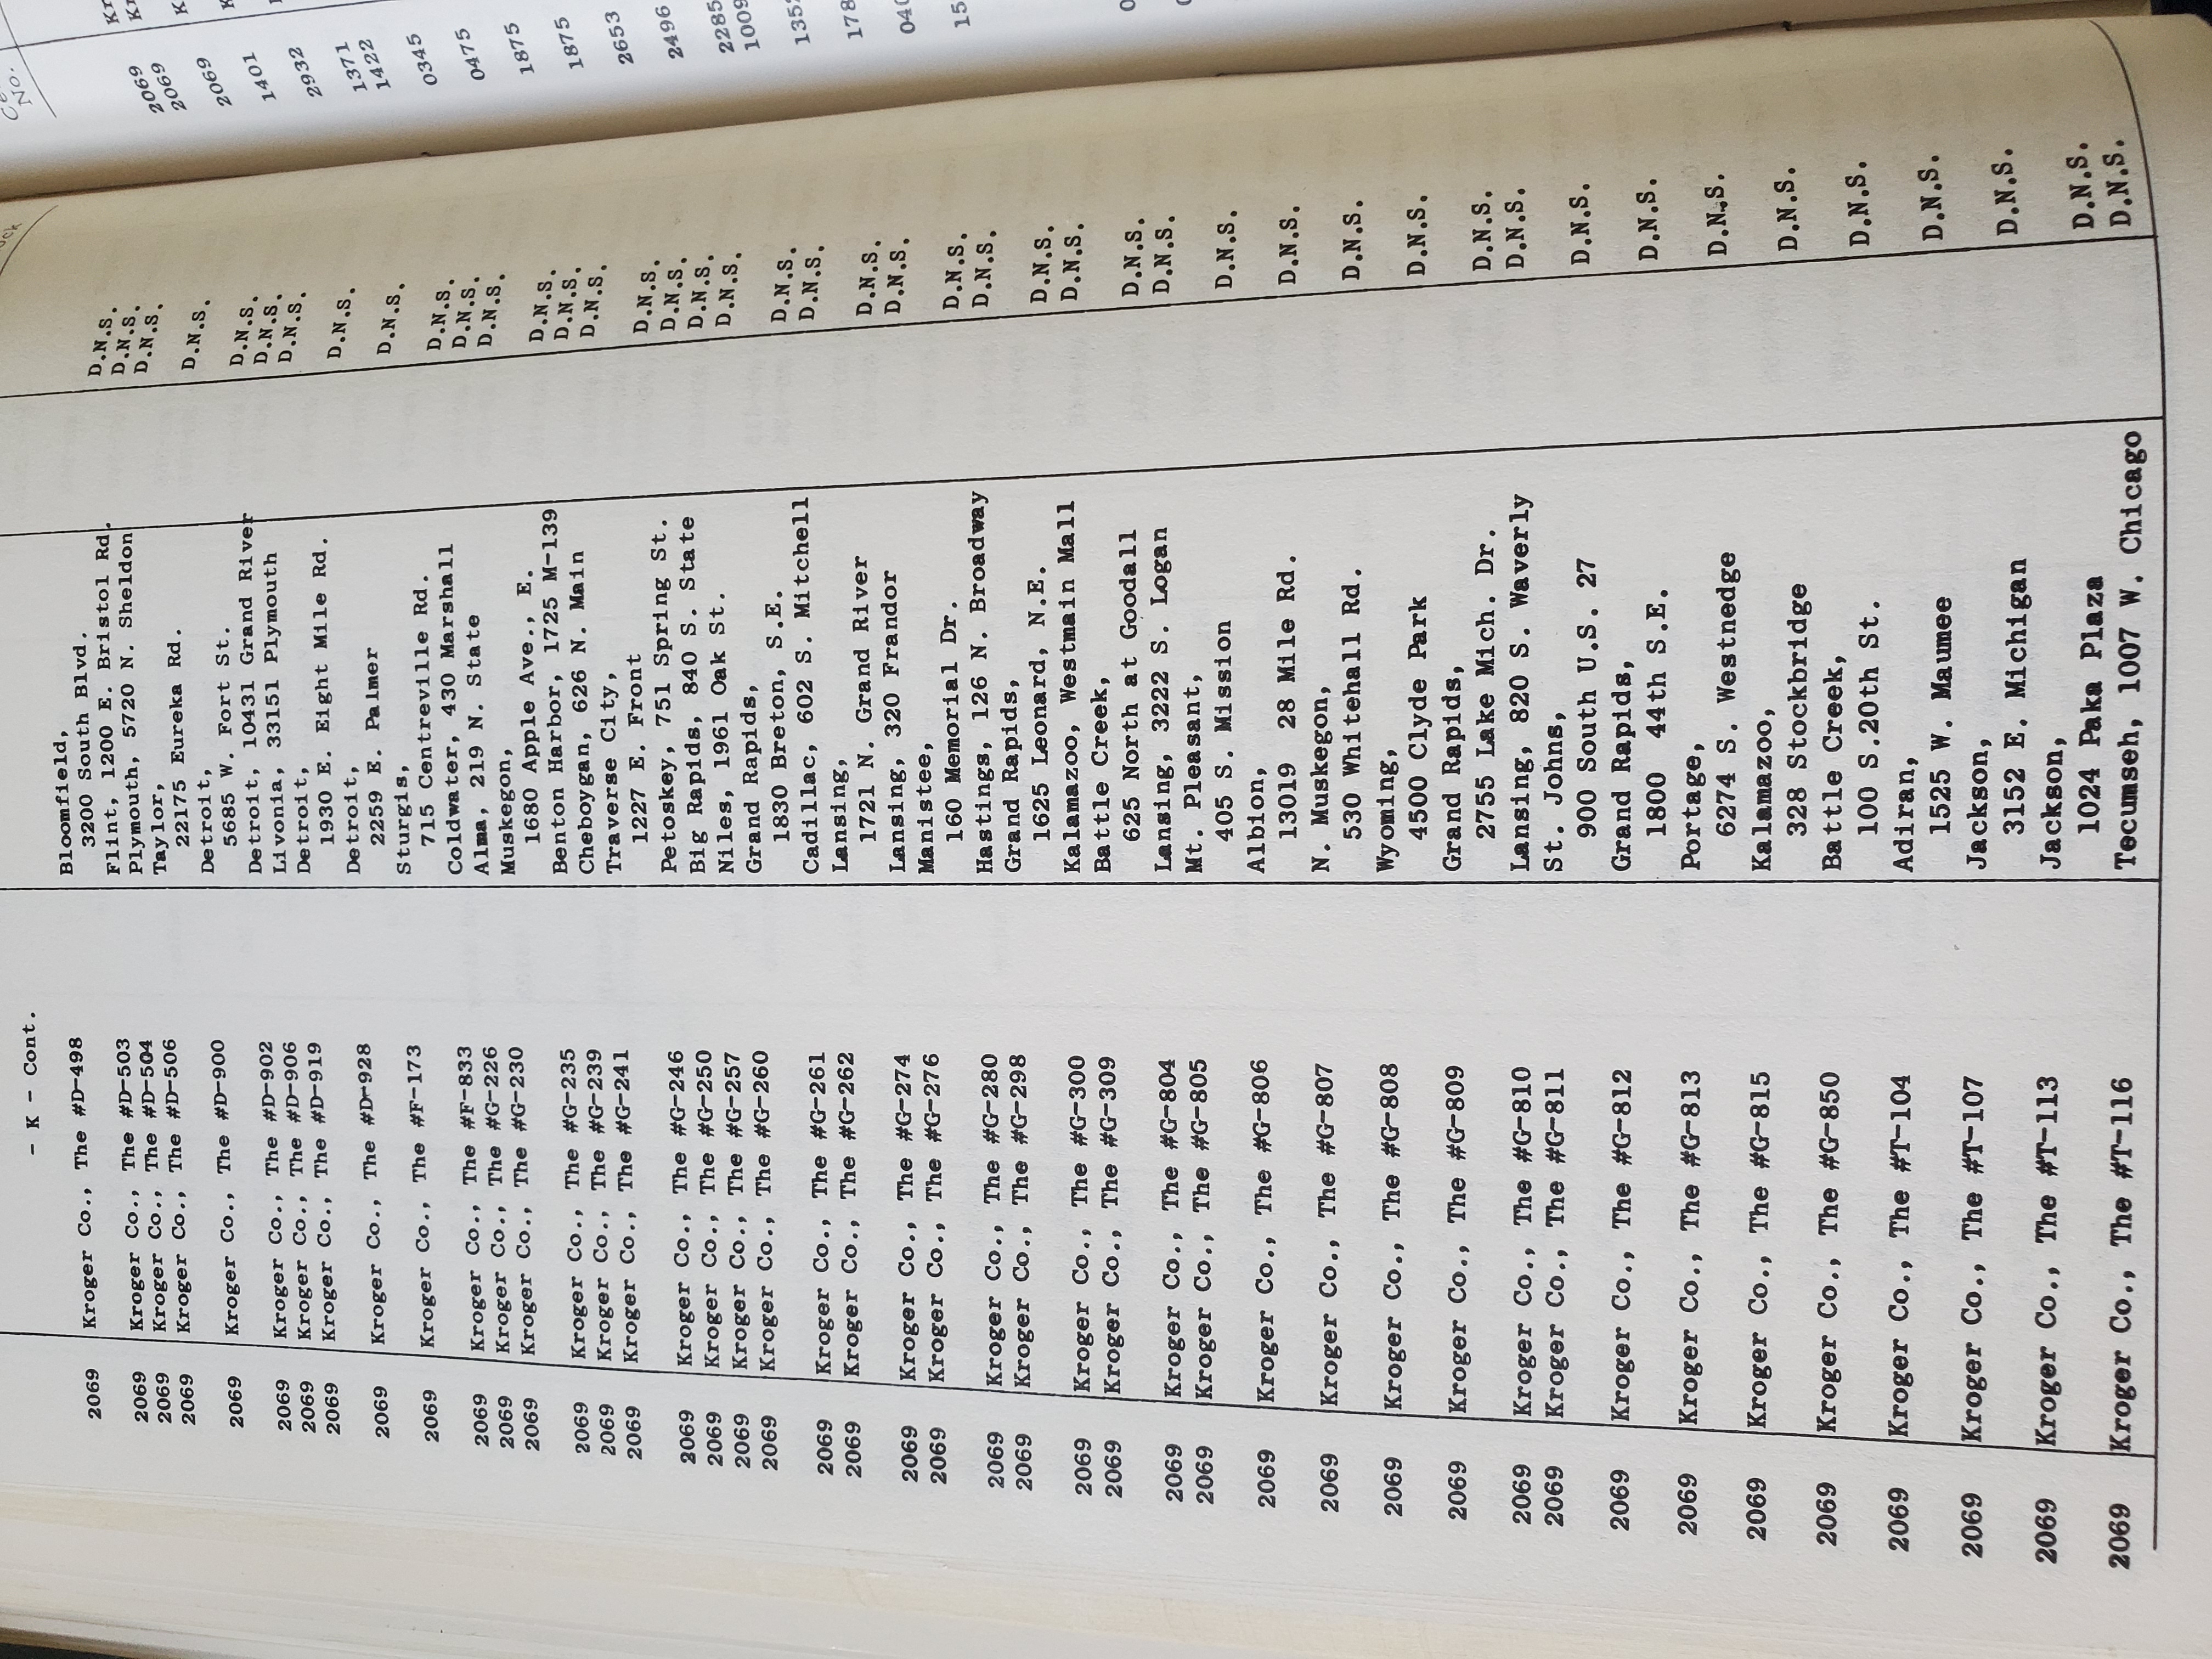 - K - Cont.
2069 Kroger Co., The #D-498 Bloomfield,
3200 South Blvd. D.N.S.
2069 Kroger Co., The #D-503 Flint, 1200 E. Bristol Rd. D.N.S.
2069 Kroger Co., The #D-504 Plymouth, 5720 N. Sheldon D.N.S.
2069 Kroger Co., The #D-506 Taylor,
22175 Eureka Rd. D.N.S.
2069 Kroger Co., The #D-900 Detroit,
5685 W. Fort St. D.N.S.
2069 Kroger Co., The #D-902 Detroit, 10431 Grand River D.N.S.
2069 Kroger Co., The #D-906 Livonia, 33151 Plymouth D.N.S.
2069 Kroger Co., The #D-919 Detroit,
1930 E. Eight Mile Rd. D.N.S.
2069 Kroger Co., The #D-928 Detroit,
2259 E. Palmer D.N.S.
2069 Kroger Co., The #F-173 Sturgis,
715 Centreville Rd. D.N.S.
2069 Kroger Co., The #F-833 Coldwater, 430 Marshall D.N.S.
2069 Kroger Co., The #G-226 Alma, 219 N. State D.N.S.
2069 Kroger Co., The #G-230 Muskegon,
1680 Apple Ave., E. D.N.S.
2069 Kroger Co., The #G-235 Benton Harbor, 1725 M-139 D.N.S.
2069 Kroger Co., The #G-239 Cheboygan, 626 N. Main D.N.S.
2069 Kroger Co., The #G-241 Traverse City,
1227 E. Front D.N.S.
2069 Kroger Co., The #G-246 Petoskey, 751 Spring St. D.N.S.
2069 Kroger Co., The #G-250 Big Rapids, 840 S. State D.N.S.
2069 Kroger Co., The #G-257 Niles, 1961 Oak St. D.N.S.
2069 Kroger Co., The #G-260 Grand Rapids,
1830 Breton, S.E. D.N.S.
2069 Kroger Co., The #G-261 Cadillac, 602 S. Mitchell D.N.S.
2069 Kroger Co., The #G-262 Lansing,
1721 N. Grand River D.N.S.
2069 Kroger Co., The #G-274 Lansing, 320 Frandor D.N.S.
2069 Kroger Co., The #G-276 Manistee,
160 Memorial Dr. D.N.S.
2069 Kroger Co., The #G-280 Hastings, 126 N. Broadway D.N.S.
2069 Kroger Co., The #G-298 Grand Rapids,
1625 Leonard, N.E. D.N.S.
2069 Kroger Co., The #G-300 Kalamazoo, Westmain Mall D.N.S.
2069 Kroger Co., The #G-309 Battle Creek,
625 North at Goodall D.N.S.
2069 Kroger Co., The #G-804 Lansing, 3222 S. Logan D.N.S.
2069 Kroger Co., The #G-805 Mt. Pleasant,
405 S. Mission D.N.S.
2069 Kroger Co., The #G-806 Albion,
13019 28 Mile Rd. D.N.S.
2069 Kroger Co., The #G-807 N. Muskegon,
530 Whitehall Rd. D.N.S.
2069 Kroger Co., The #G-808 Wyoming,
4500 Clyde Park D.N.S.
2069 Kroger Co., The #G-809 Grand Rapids,
2755 Lake Mich. Dr. D.N.S.
2069 Kroger Co., The #G-810 Lansing, 820 S. Waverly D.N.S.
2069 Kroger Co., The #G-811 St. Johns,
900 South U.S. 27 D.N.S.
2069 Kroger Co., The #G-812 Grand Rapids,
1800 44th S.E. D.N.S.
2069 Kroger Co., The #G-813 Portage,
6274 S. Westnedge D.N.S.
2069 Kroger Co., The #G-815 Kalamazoo,
328 Stockbridge D.N.S.
2069 Kroger Co., The #G-850 Battle Creek,
100 S.20th St. D.N.S.
2069 Kroger Co., The #T-104 Adiran,
1525 W. Maumee D.N.S.
2069 Kroger Co., The #T-107 Jackson,
3152 E. Michigan D.N.S.
2069 Kroger Co., The #T-113 Jackson,
1024 Paka Plaza D.N.S.
2069 Kroger Co., The #T-116 Tecumseh, 1007 W. Chicago D.N.S.
No.
2069
2069
2069
1401
2932
1371
1422
0345
0475
1875
1875
2653
2496
2285
1009